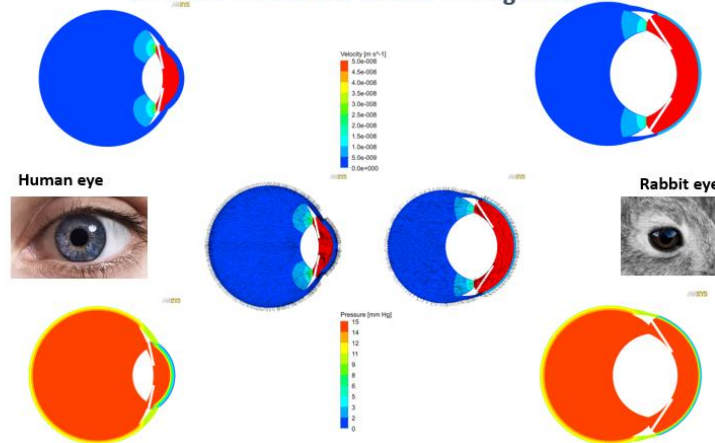 Velocity [m s^-1]
5.0e-008
4.5e-008
4.0e-008
3.5e-008
3.0e-008
2.5e-008
2.0e-008
1.5e-008
1.0e-008
5.0e-009
0.0e+000
Human eye
Rabbit eye
Pressure [mm Hg]
15
14
12
11
9
8
6
5
3
2
0